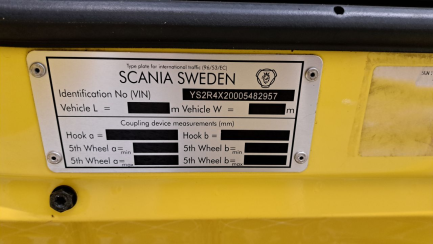 Type plate for international traffic (96/53/EC)
SCANIA SWEDEN
Identification No (VIN) YS2R4X20005482957
Vehicle L = m Vehicle W = m
Coupling device measurements (mm)
Hook a = Hook b =
5th Wheel a= min 5th Wheel b= min
5th Wheel a= max 5th Wheel b= max